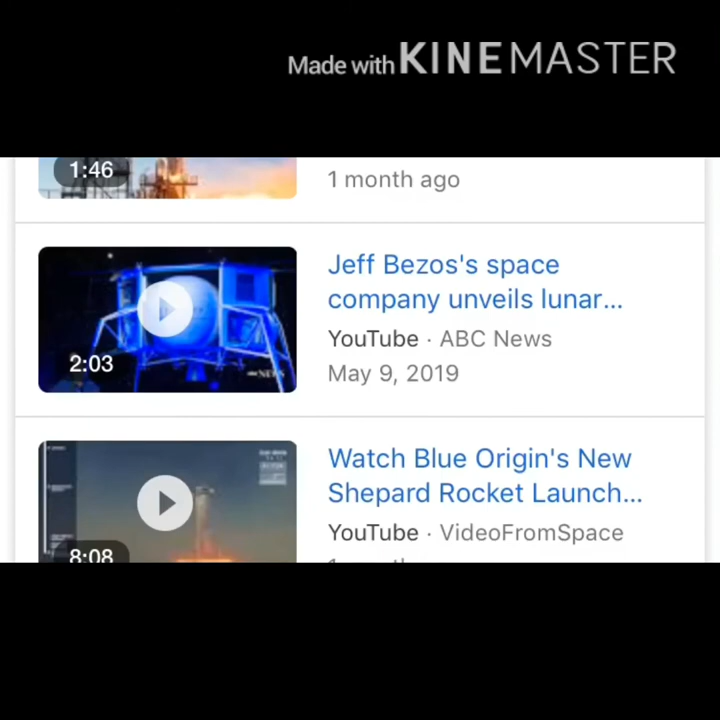 Made with KINEMASTER
1:46
1 month ago
Jeff Bezos's space
company unveils lunar...
YouTube · ABC News
May 9, 2019
2:03
Watch Blue Origin's New
Shepard Rocket Launch...
YouTube · VideoFromSpace
8:08